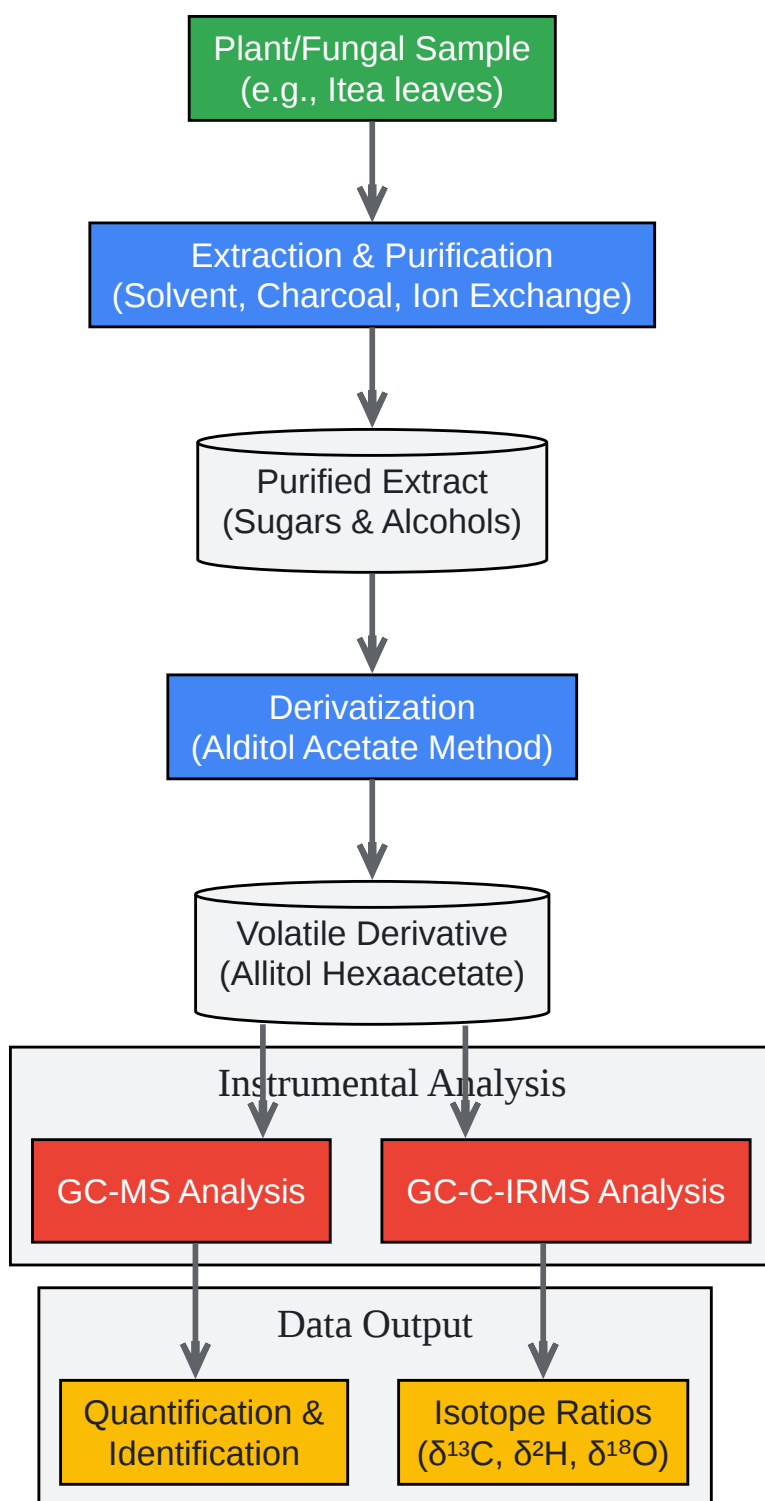 Plant/Fungal Sample
(e.g., Itea leaves)
Extraction & Purification
(Solvent, Charcoal, Ion Exchange)
Purified Extract
(Sugars & Alcohols)
Derivatization
(Alditol Acetate Method)
Volatile Derivative
(Allitol Hexaacetate)
Instrumental Analysis
GC-MS Analysis
GC-C-IRMS Analysis
Data Output
Quantification &
Identification
Isotope Ratios
(δ¹³C, δ²H, δ¹⁸O)